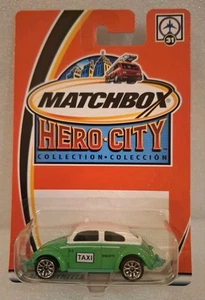 31
MATCHBOX
HERO-CITY
COLLECTION • COLECCIÓN
TAXI